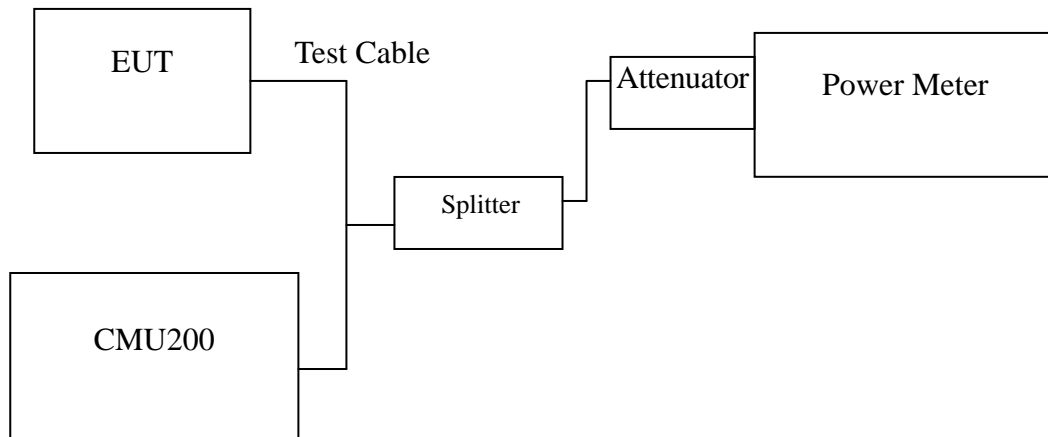 EUT
Test Cable
Attenuator
Power Meter
Splitter
CMU200